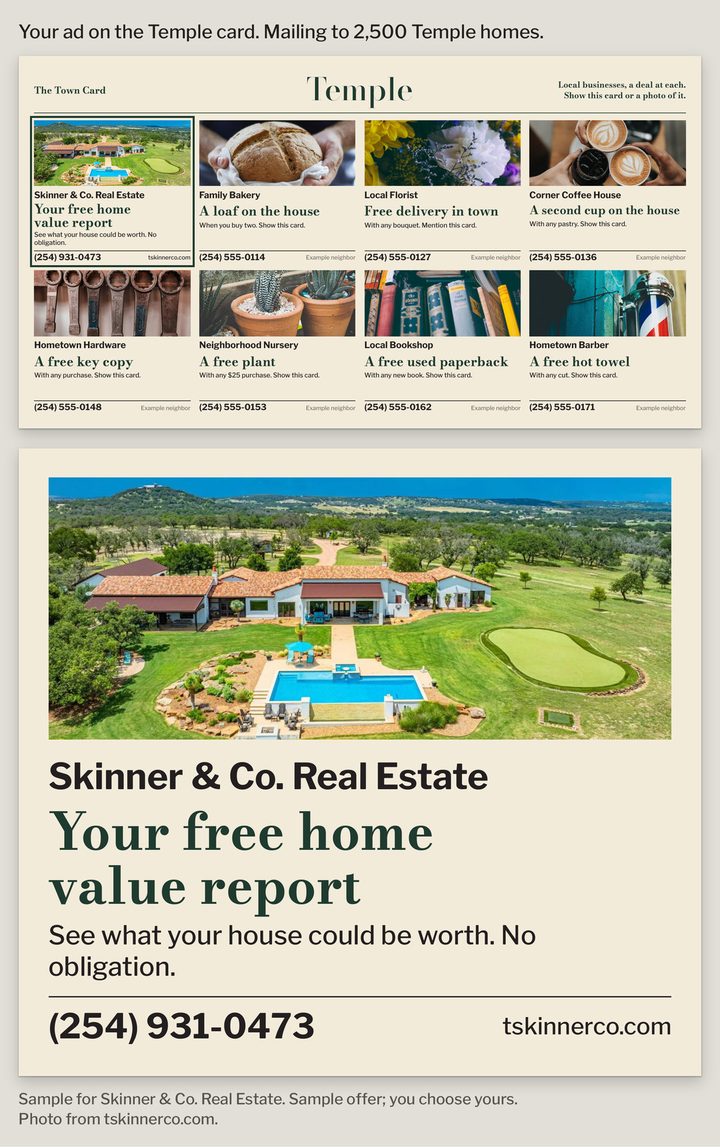 Your ad on the Temple card. Mailing to 2,500 Temple homes.
The Town Card
Temple
Local businesses, a deal at each.
Show this card or a photo of it.
Skinner & Co. Real Estate
Your free home
value report
See what your house could be worth. No
obligation.
(254) 931-0473
tskinnerco.com
Family Bakery
A loaf on the house
When you buy two. Show this card.
(254) 555-0114
Example neighbor
Local Florist
Free delivery in town
With any bouquet. Mention this card.
(254) 555-0127
Example neighbor
Corner Coffee House
A second cup on the house
With any pastry. Show this card.
(254) 555-0136
Example neighbor
Hometown Hardware
A free key copy
With any purchase. Show this card.
(254) 555-0148
Example neighbor
Neighborhood Nursery
A free plant
With any $25 purchase. Show this card.
(254) 555-0153
Example neighbor
Local Bookshop
A free used paperback
With any new book. Show this card.
(254) 555-0162
Example neighbor
Hometown Barber
A free hot towel
With any cut. Show this card.
(254) 555-0171
Example neighbor
Skinner & Co. Real Estate
Your free home
value report
See what your house could be worth. No
obligation.
(254) 931-0473
tskinnerco.com
Sample for Skinner & Co. Real Estate. Sample offer; you choose yours.
Photo from tskinnerco.com.